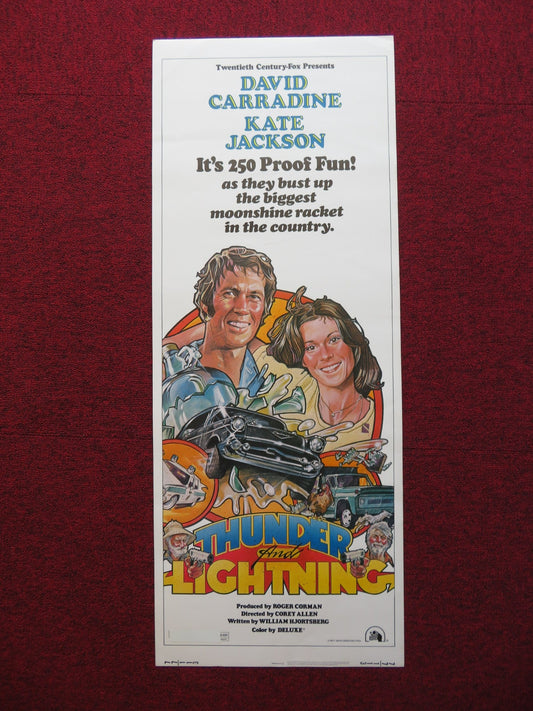 Twentieth Century-Fox Presents
DAVID
CARRADINE
KATE
JACKSON
It's 250 Proof Fun!
as they bust up
the biggest
moonshine racket
in the country.
THUNDER
And
LIGHTNING
Produced by ROGER CORMAN
Directed by COREY ALLEN
Written by WILLIAM HJORTSBERG
Color by DELUXE®